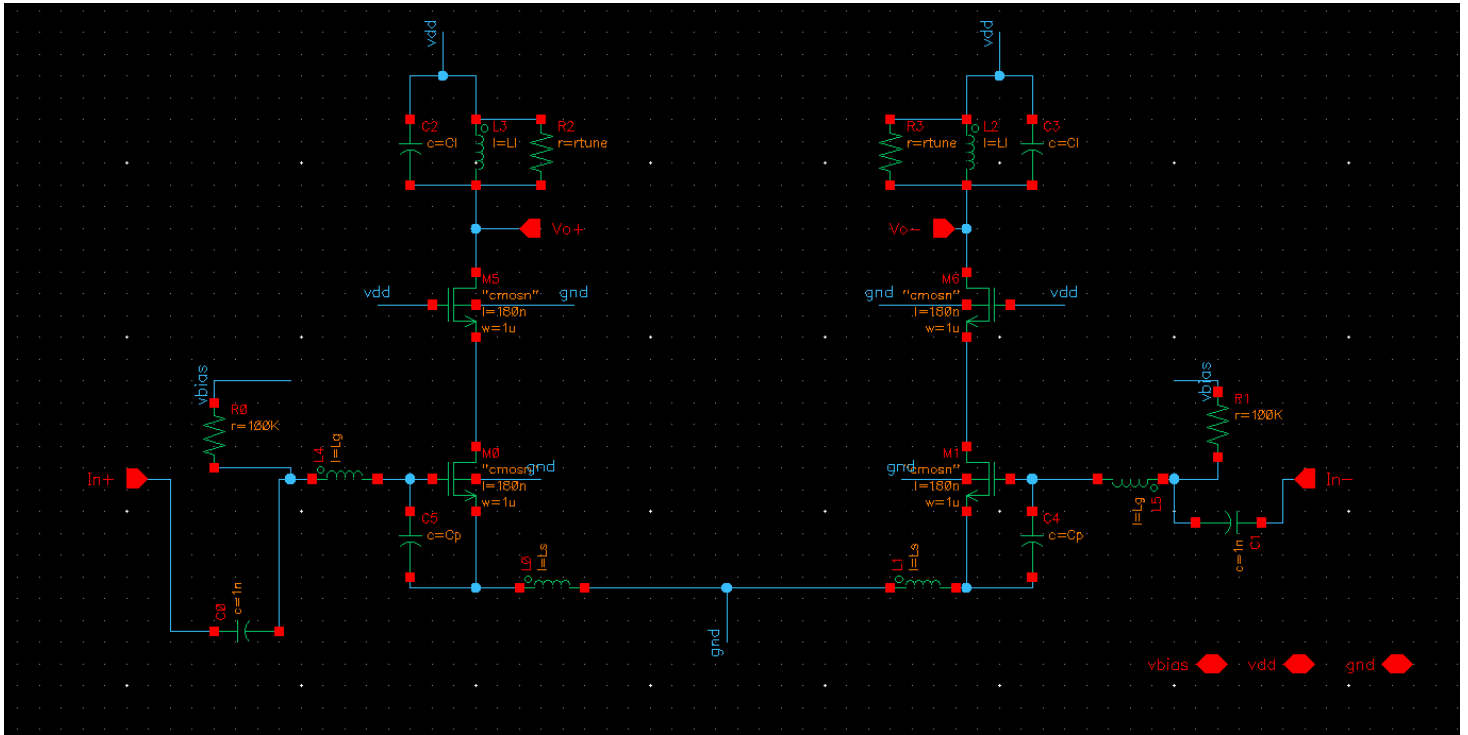 vdd
vdd
C2
c=Cl
L3
l=Ll
R2
r=rtune
R3
r=rtune
L2
l=Ll
C3
c=Cl
Vo+
Vo-
M5
"cmosn"
l=180n
w=1u
vdd
gnd
M6
"cmosn"
l=180n
w=1u
gnd
vdd
vbias
R0
r=100K
vbias
R1
r=100K
In+
L4
l=Lg
M0
"cmosn"
l=180n
w=1u
gnd
M1
"cmosn"
l=180n
w=1u
gnd
l=Lg
L5
In-
C5
c=Cp
C4
c=Cp
C1
c=1n
L0
l=Ls
L1
l=Ls
C0
c=1n
gnd
vbias
vdd
gnd